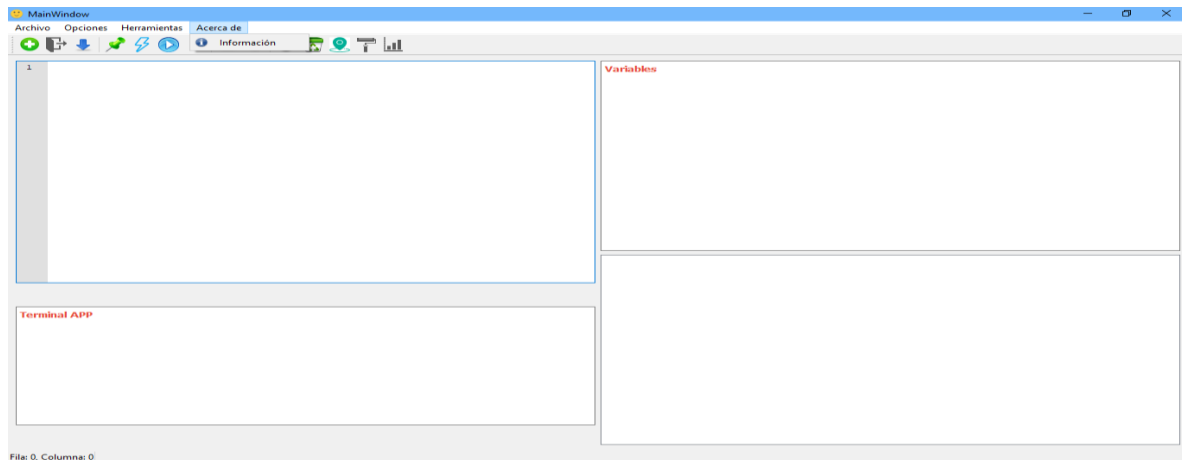 MainWindow
Archivo Opciones Herramientas Acerca de
Información
1
Variables
Terminal APP
Fila: 0, Columna: 0